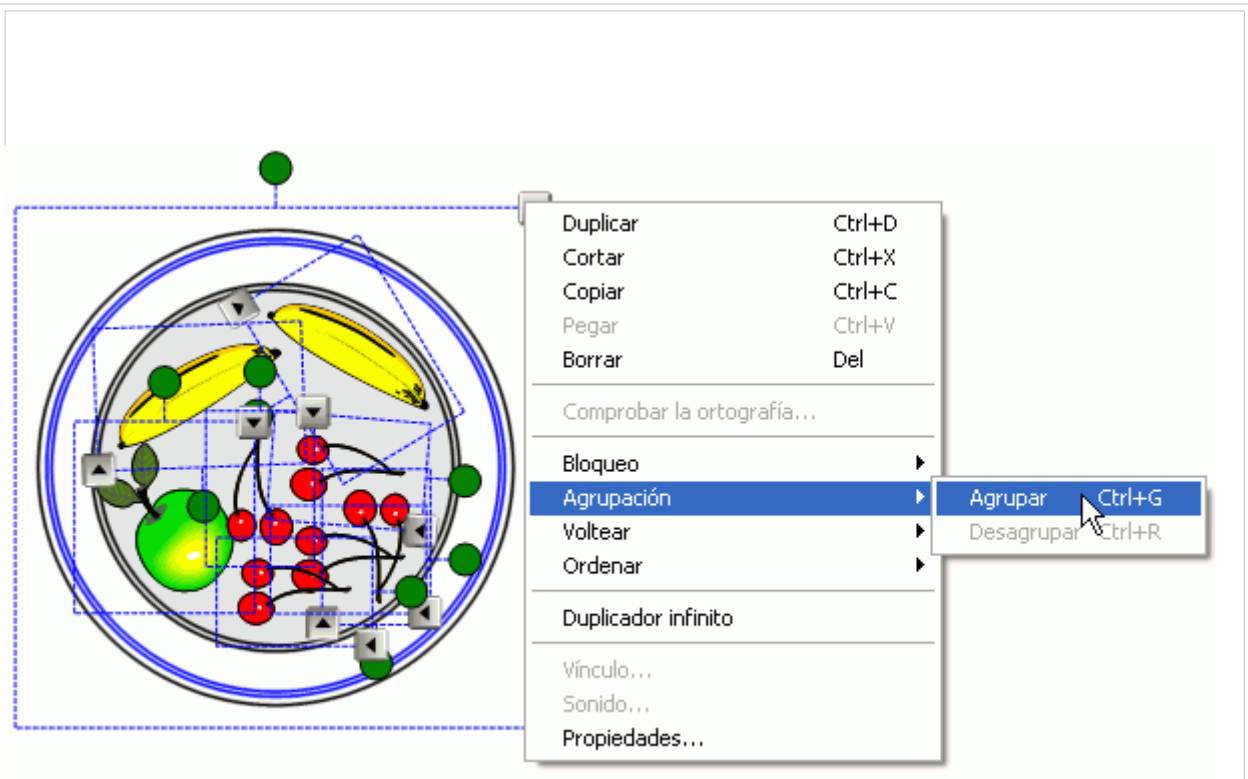 Duplicar Ctrl+D
Cortar Ctrl+X
Copiar Ctrl+C
Pegar Ctrl+V
Borrar Del
Comprobar la ortografía...
Bloqueo
Agrupación
Agrupar Ctrl+G
Voltear
Desagrupar Ctrl+R
Ordenar
Duplicador infinito
Vínculo...
Sonido...
Propiedades...